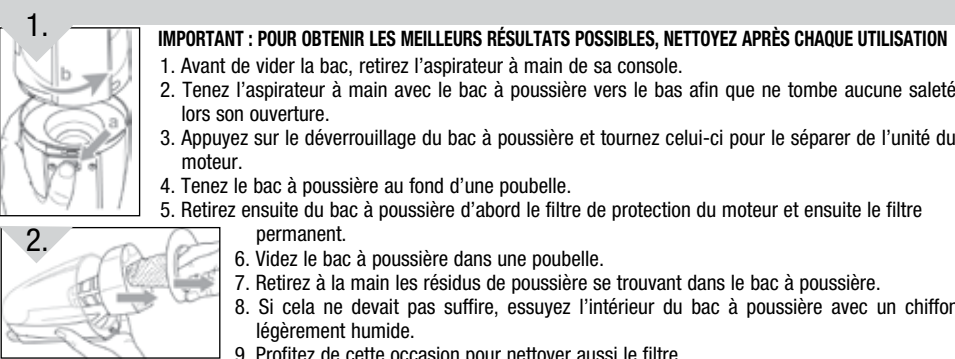 1.
b
a
IMPORTANT : POUR OBTENIR LES MEILLEURS RÉSULTATS POSSIBLES, NETTOYEZ APRÈS CHAQUE UTILISATION
1. Avant de vider la bac, retirez l’aspirateur à main de sa console.
2. Tenez l’aspirateur à main avec le bac à poussière vers le bas afin que ne tombe aucune saleté
lors son ouverture.
3. Appuyez sur le déverrouillage du bac à poussière et tournez celui-ci pour le séparer de l’unité du
moteur.
4. Tenez le bac à poussière au fond d’une poubelle.
5. Retirez ensuite du bac à poussière d’abord le filtre de protection du moteur et ensuite le filtre
permanent.
2.
6. Videz le bac à poussière dans une poubelle.
7. Retirez à la main les résidus de poussière se trouvant dans le bac à poussière.
8. Si cela ne devait pas suffire, essuyez l’intérieur du bac à poussière avec un chiffon
légèrement humide.
9. Profitez de cette occasion pour nettoyer aussi le filtre